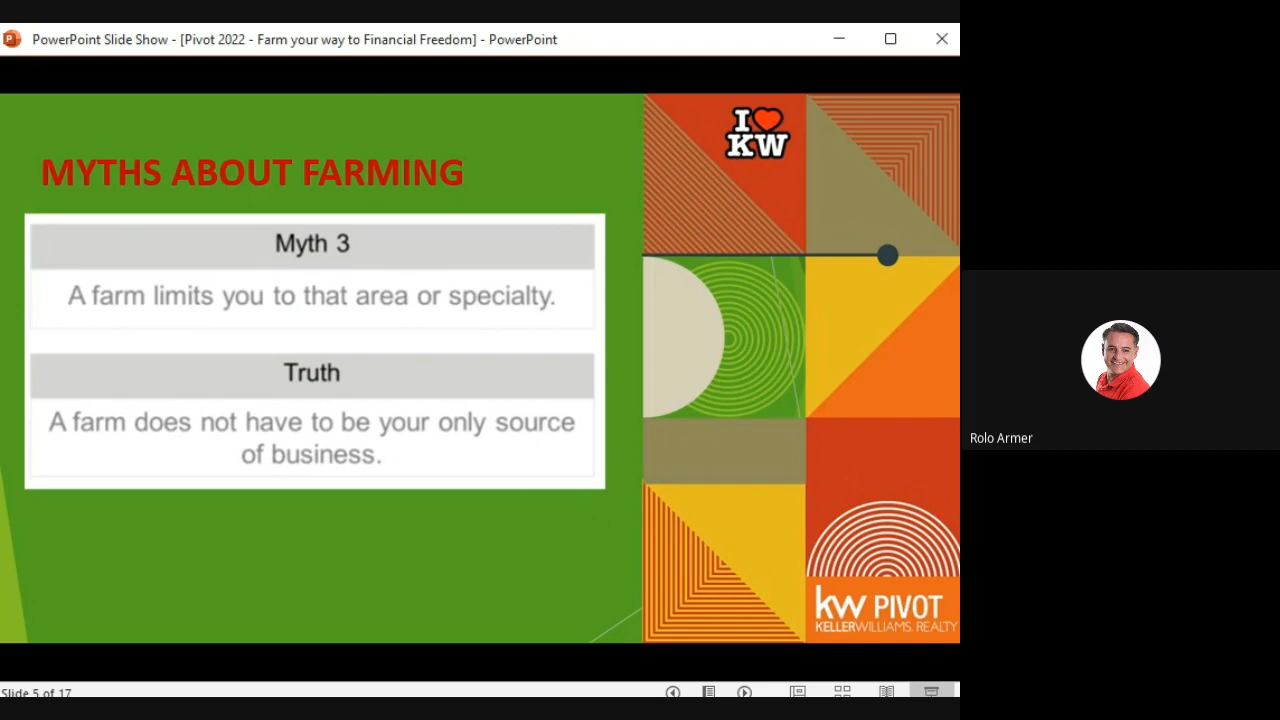 PowerPoint Slide Show - [Pivot 2022 - Farm your way to Financial Freedom] - PowerPoint
I KW
MYTHS ABOUT FARMING
Myth 3
A farm limits you to that area or specialty.
Truth
A farm does not have to be your only source
of business.
Rolo Armer
kw PIVOT
KELLERWILLIAMS. REALTY
Slide 5 of 17